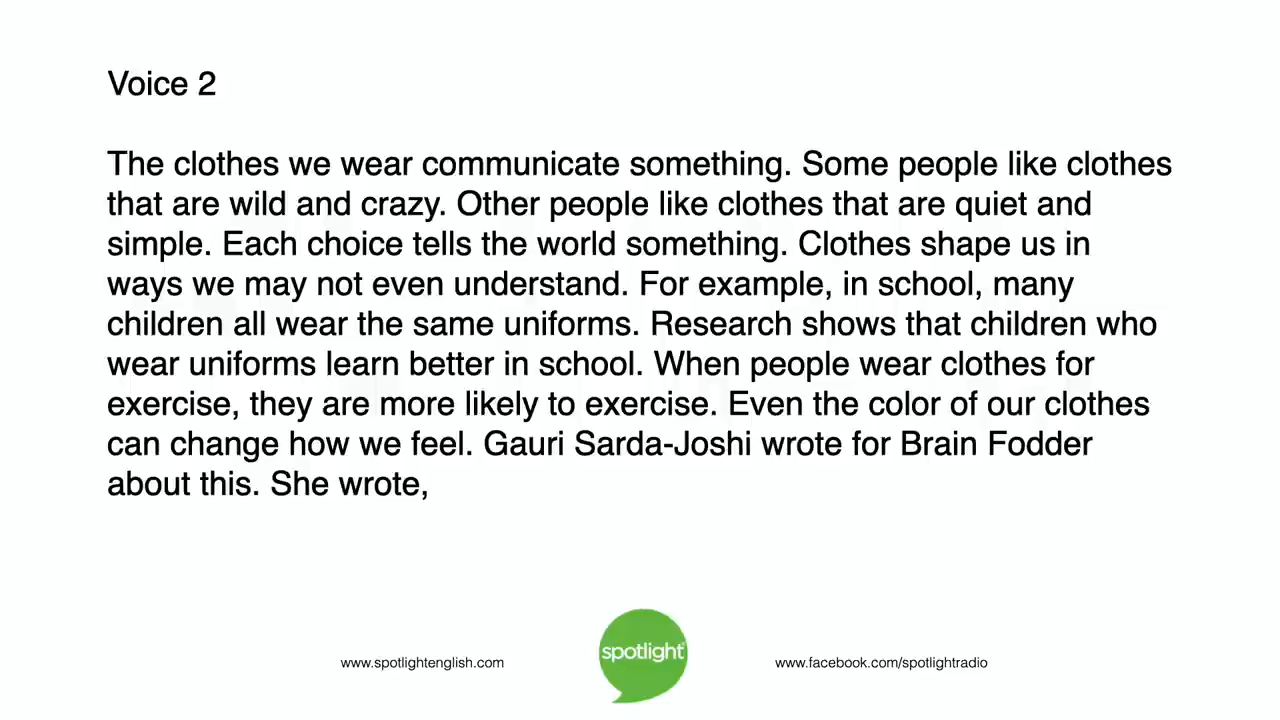 Voice 2
The clothes we wear communicate something. Some people like clothes
that are wild and crazy. Other people like clothes that are quiet and
simple. Each choice tells the world something. Clothes shape us in
ways we may not even understand. For example, in school, many
children all wear the same uniforms. Research shows that children who
wear uniforms learn better in school. When people wear clothes for
exercise, they are more likely to exercise. Even the color of our clothes
can change how we feel. Gauri Sarda-Joshi wrote for Brain Fodder
about this. She wrote,
www.spotlightenglish.com
spotlight®
www.facebook.com/spotlightradio